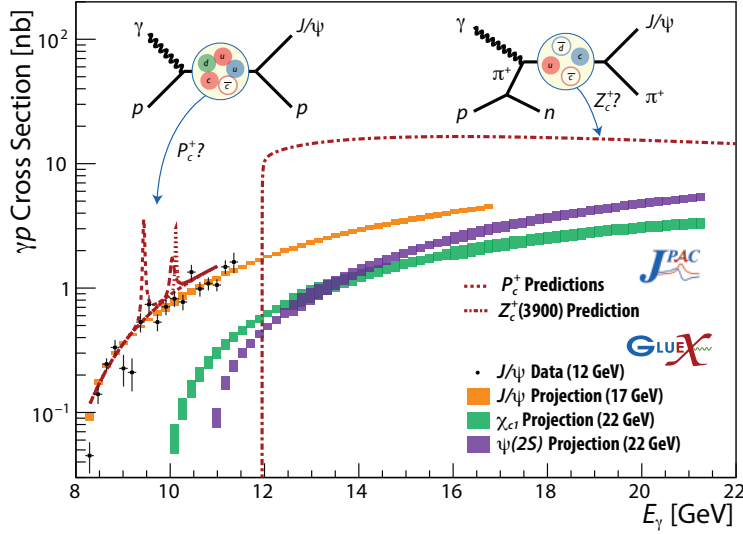 γp Cross Section [nb]
10²
10
1
10⁻¹
8 10 12 14 16 18 20 22
E_γ [GeV]
γ
p
d
u
u
c
c̅
J/ψ
p
P_c⁺?
γ
π⁺
p
n
d̅
u
c
c̅
J/ψ
π⁺
Z_c⁺?
JPAC
P_c⁺ Predictions
Z_c⁺(3900) Prediction
GLUEX
J/ψ Data (12 GeV)
J/ψ Projection (17 GeV)
χ_c1 Projection (22 GeV)
ψ(2S) Projection (22 GeV)